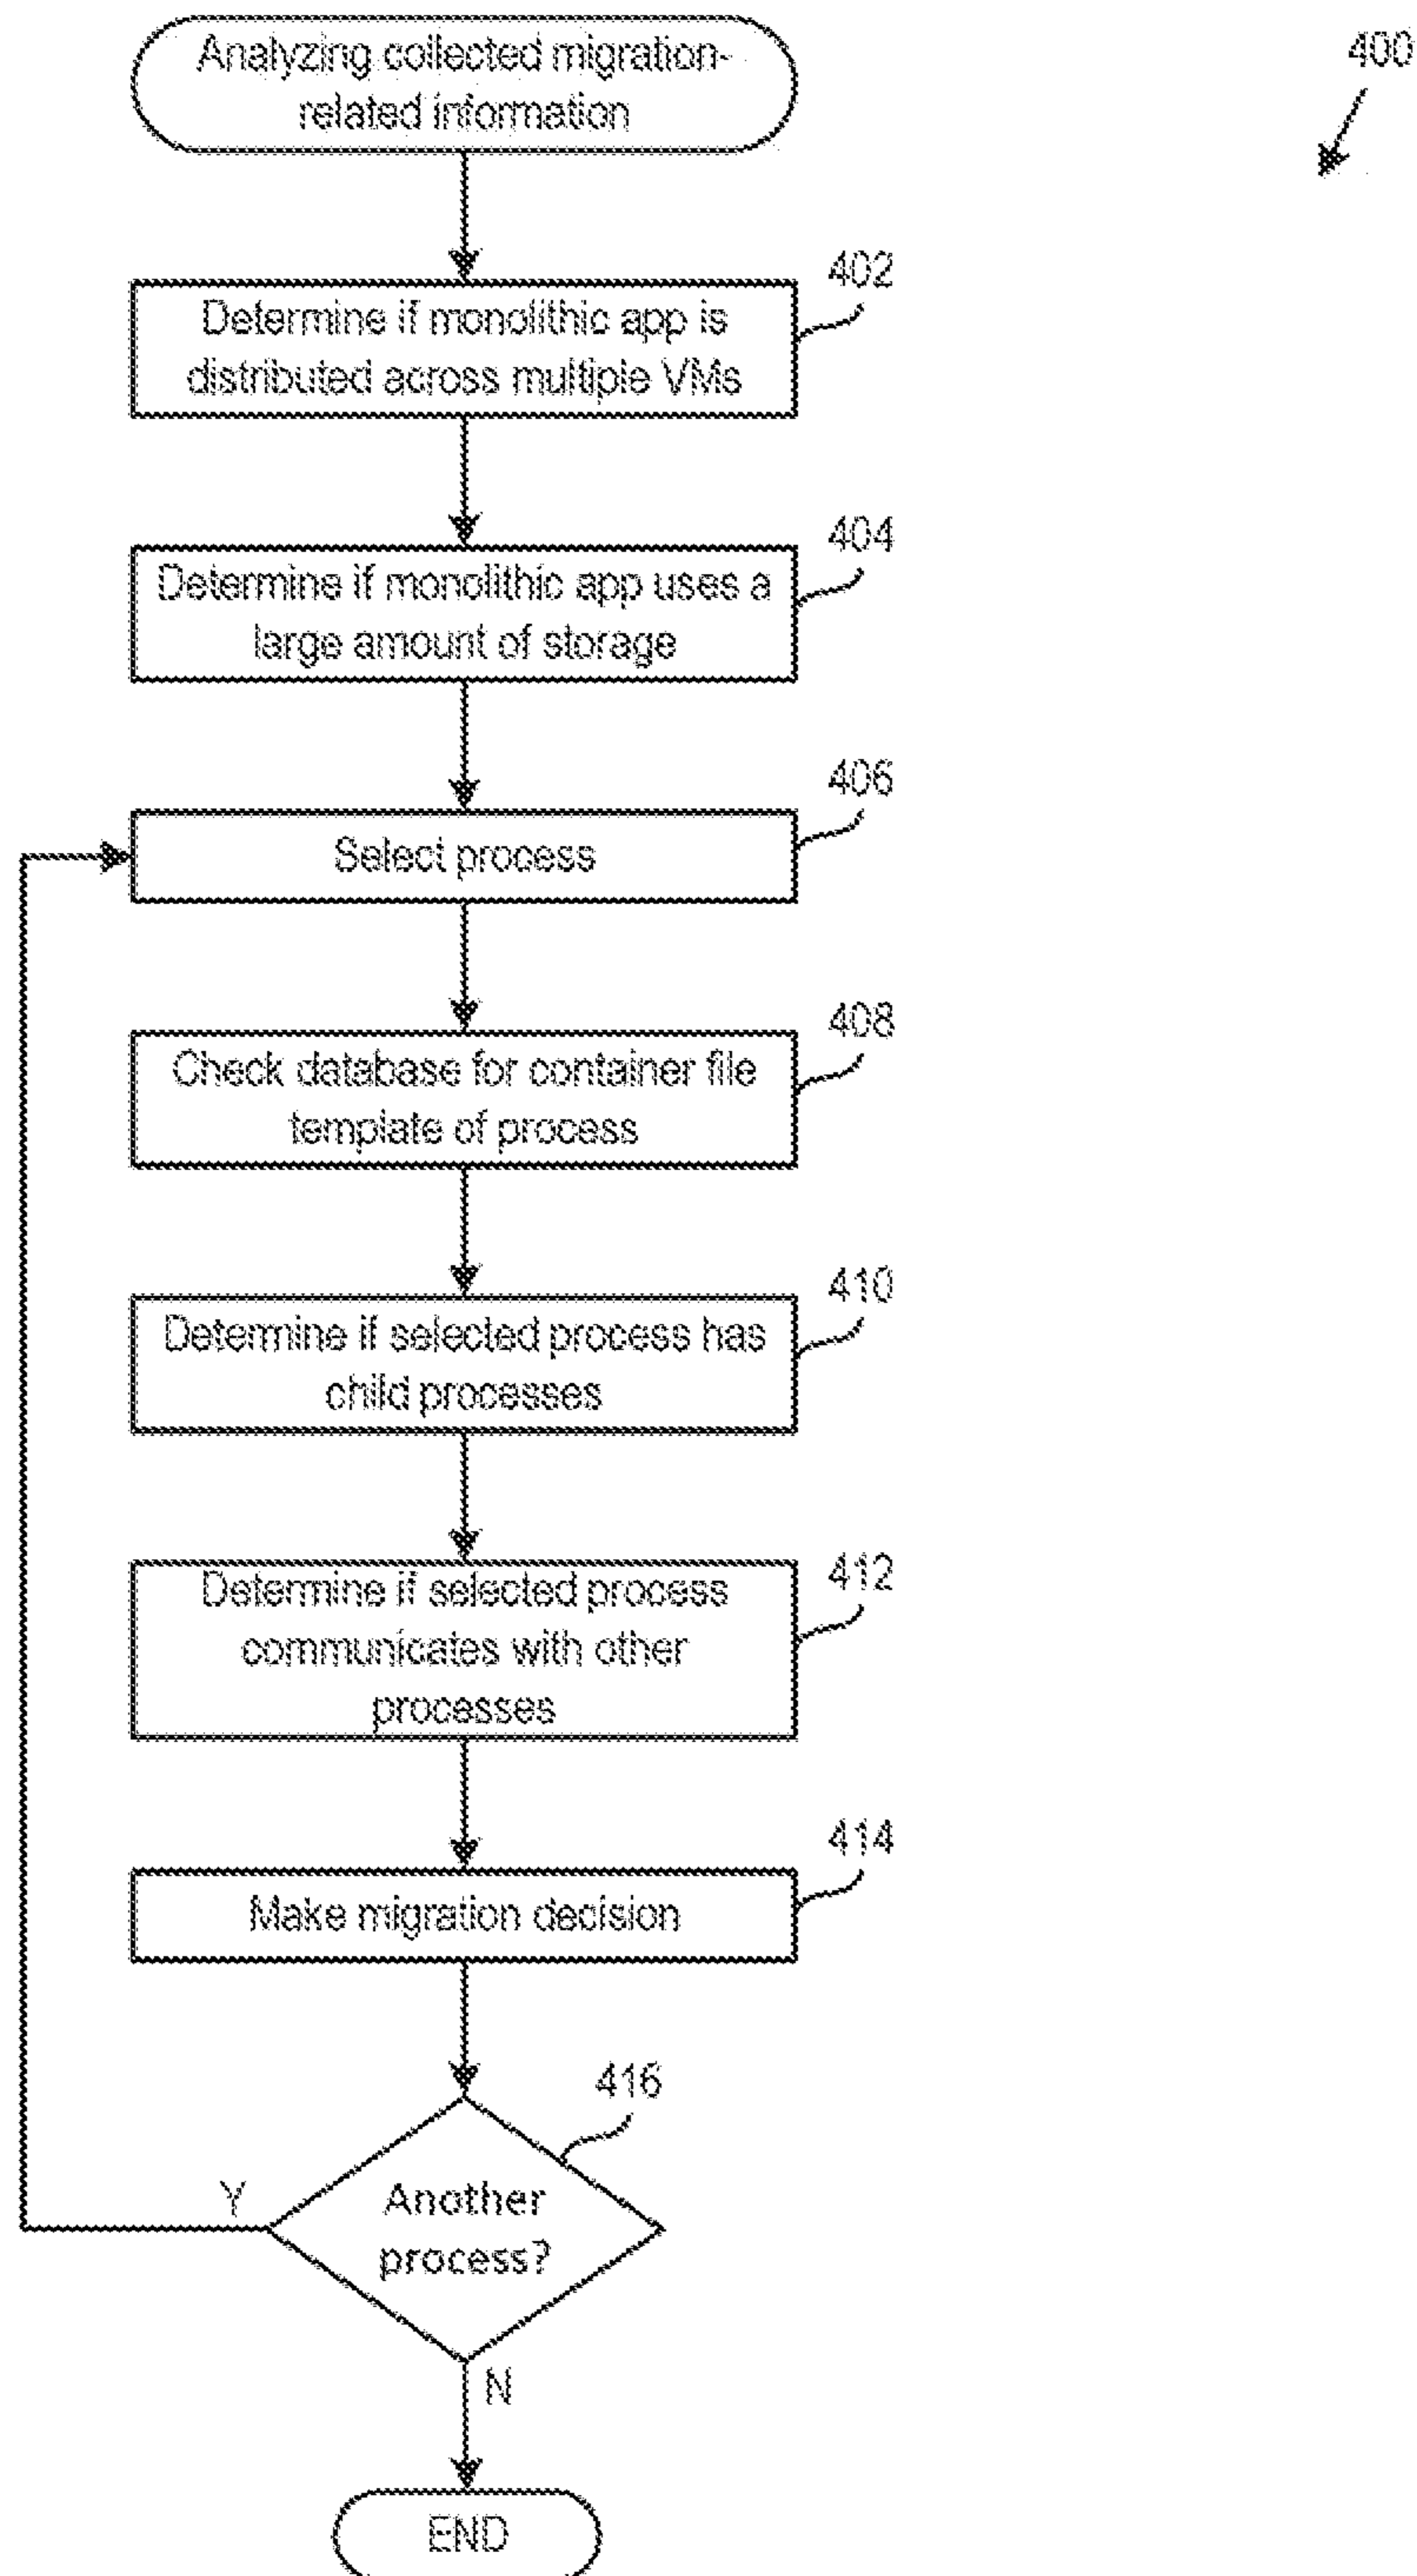 Analyzing collected migration-
related information
400
402
Determine if monolithic app is
distributed across multiple VMs
404
Determine if monolithic app uses a
large amount of storage
406
Select process
408
Check database for container file
template of process
410
Determine if selected process has
child processes
412
Determine if selected process
communicates with other
processes
414
Make migration decision
416
Another
process?
Y
N
END